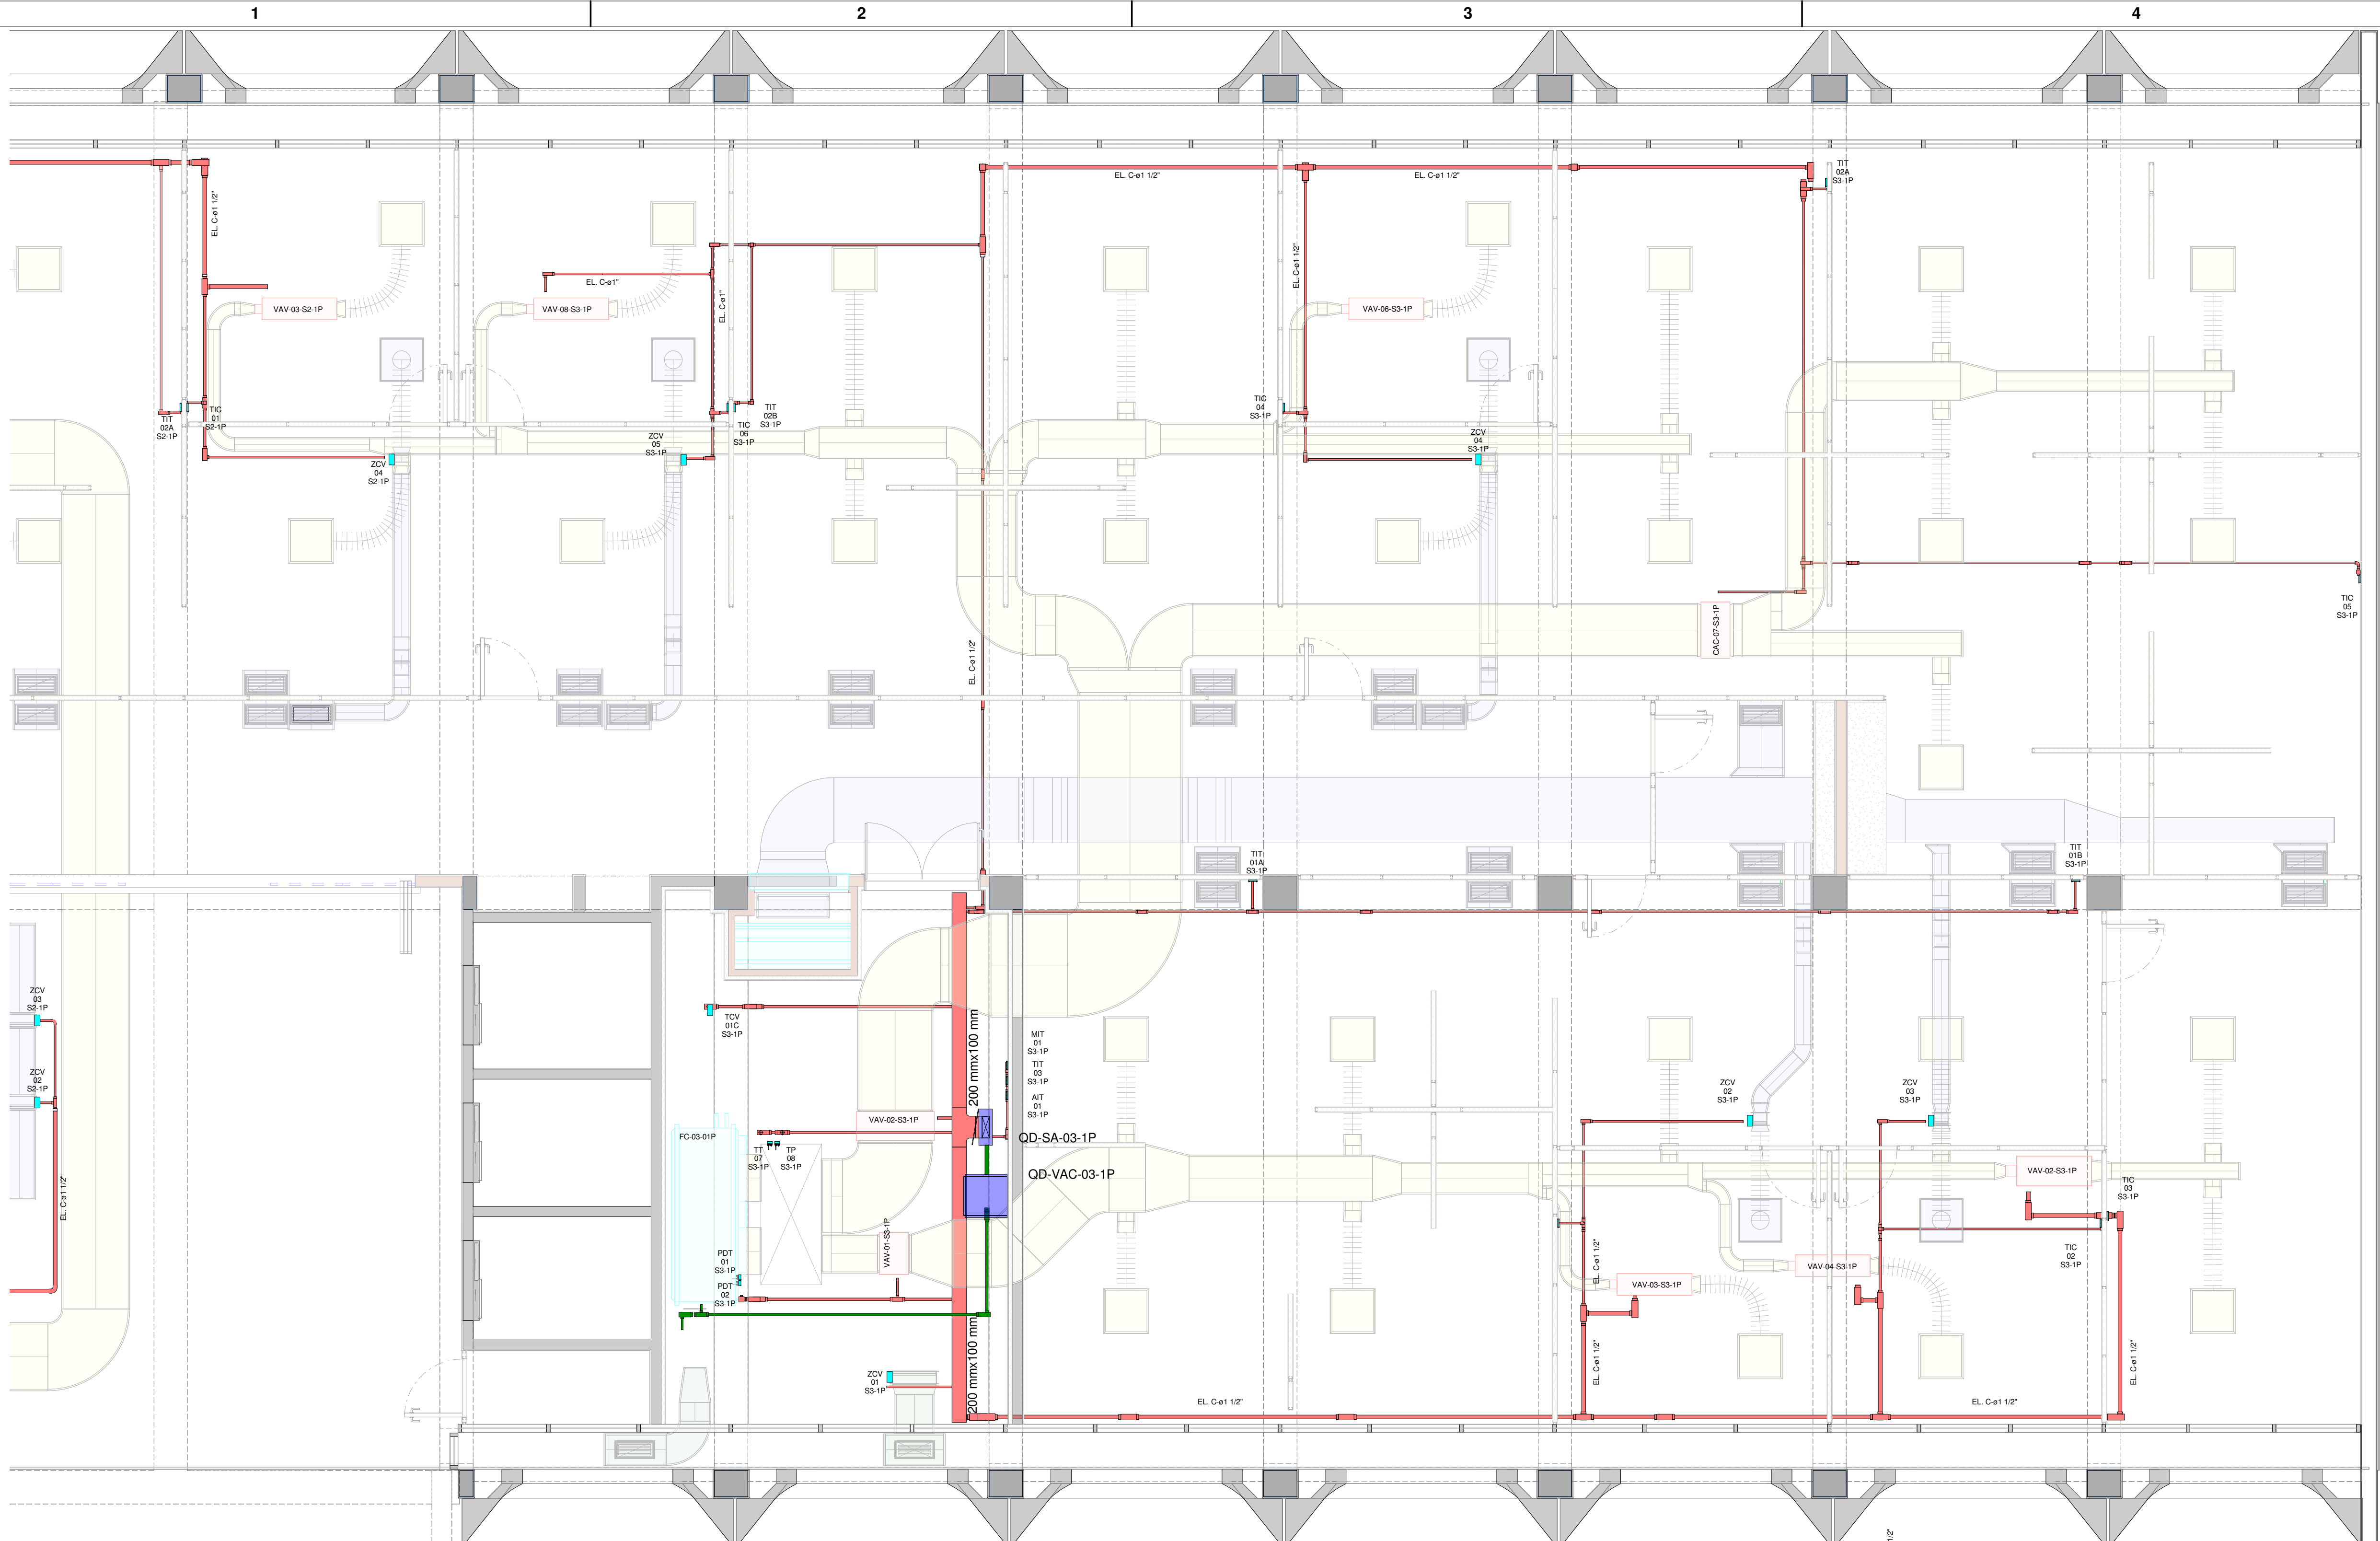 1
2
3
4
EL. C-ø1 1/2"
EL. C-ø1 1/2"
TIT
02A
S3-1P
EL. C-ø1 1/2"
EL. C-ø1 1/2"
EL. C-ø1"
EL. C-ø1"
VAV-03-S2-1P
VAV-08-S3-1P
VAV-06-S3-1P
TIT
02A
S2-1P
TIC
01
S2-1P
ZCV
04
S2-1P
ZCV
05
S3-1P
TIT
02B
S3-1P
TIC
06
S3-1P
TIC
04
S3-1P
ZCV
04
S3-1P
TIC
05
S3-1P
CAC-07-S3-1P
EL. C-ø1 1/2"
TIT
01A
S3-1P
TIT
01B
S3-1P
ZCV
03
S2-1P
ZCV
02
S2-1P
EL. C-ø1 1/2"
TCV
01C
S3-1P
200 mmx100 mm
MIT
01
S3-1P
TIT
03
S3-1P
AIT
01
S3-1P
ZCV
02
S3-1P
ZCV
03
S3-1P
FC-03-01P
VAV-02-S3-1P
QD-SA-03-1P
TT
07
S3-1P
TP
08
S3-1P
QD-VAC-03-1P
VAV-02-S3-1P
TIC
03
S3-1P
VAV-01-S3-1P
PDT
01
S3-1P
PDT
02
S3-1P
EL. C-ø1 1/2"
VAV-03-S3-1P
VAV-04-S3-1P
TIC
02
S3-1P
200 mmx100 mm
ZCV
01
S3-1P
EL. C-ø1 1/2"
EL. C-ø1 1/2"
EL. C-ø1 1/2"
EL. C-ø1 1/2"
1/2"